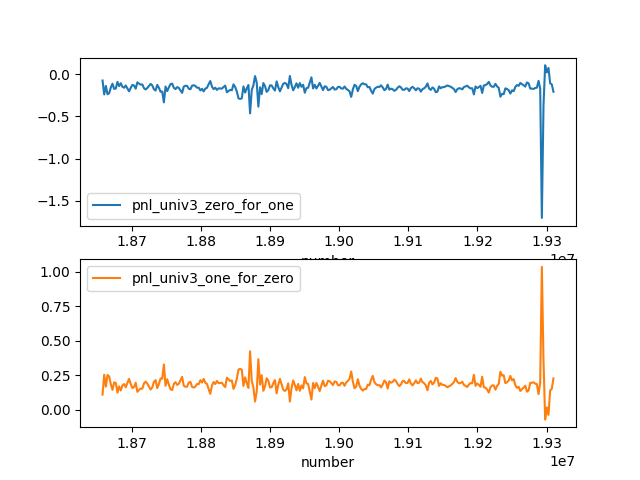 0.0
−0.5
−1.0
−1.5
pnl_univ3_zero_for_one
1.87 1.88 1.89 1.90 1.91 1.92 1.93
number
1e7
1.00
pnl_univ3_one_for_zero
0.75
0.50
0.25
0.00
1.87 1.88 1.89 1.90 1.91 1.92 1.93
number
1e7